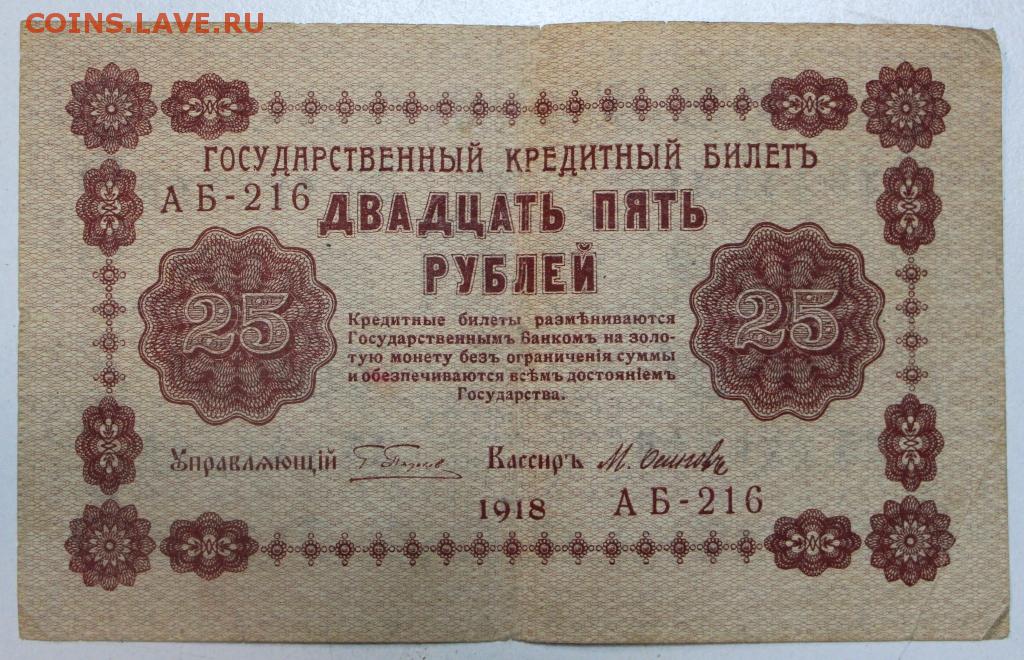 COINS.LAVE.RU
ГОСУДАРСТВЕННЫЙ КРЕДИТНЫЙ БИЛЕТЪ
АБ-216
ДВАДЦАТЬ ПЯТЬ
РУБЛЕЙ
25
25
Кредитные билеты размѣниваются
Государственнымъ Банкомъ на золо-
тую монету безъ ограниченія суммы
и обезпечиваются всѣмъ достояніемъ
Государства.
Управляющій
Кассиръ М. Осиповъ
1918
АБ-216